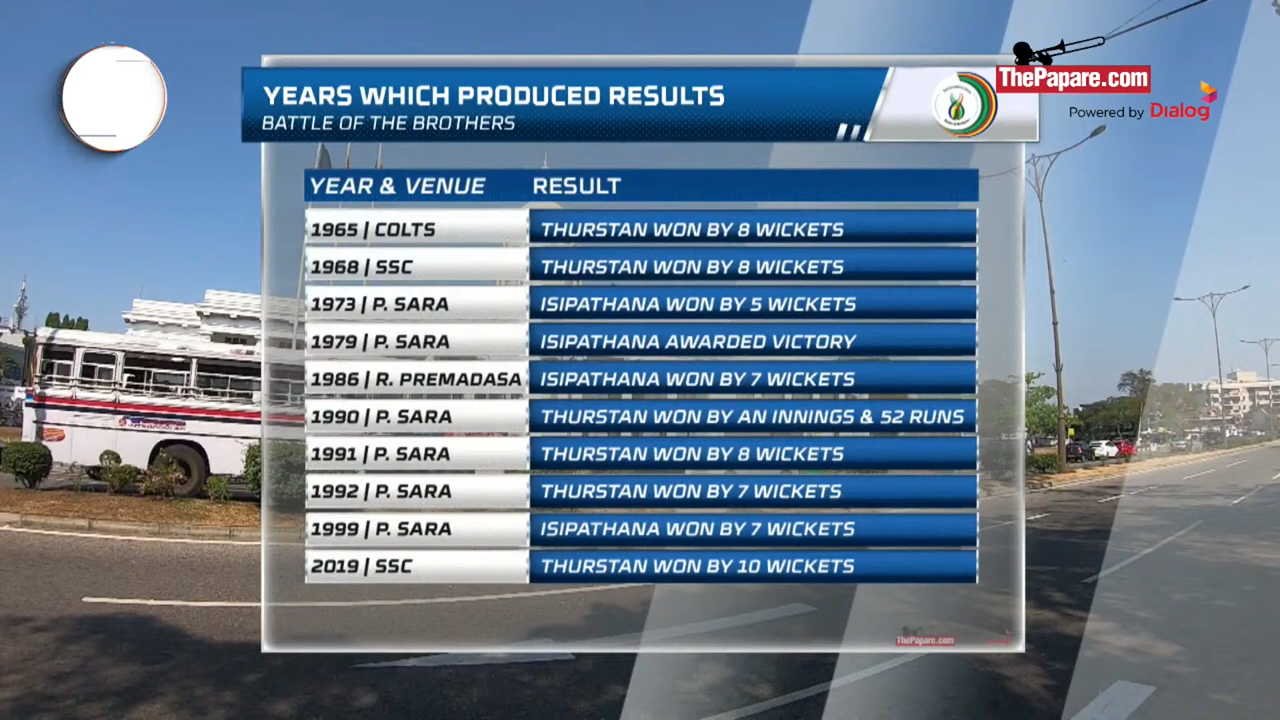 ThePapare.com
Powered by Dialog
YEARS WHICH PRODUCED RESULTS
BATTLE OF THE BROTHERS
YEAR & VENUE RESULT
1965 | COLTS THURSTAN WON BY 8 WICKETS
1968 | SSC THURSTAN WON BY 8 WICKETS
1973 | P. SARA ISIPATHANA WON BY 5 WICKETS
1979 | P. SARA ISIPATHANA AWARDED VICTORY
1986 | R. PREMADASA ISIPATHANA WON BY 7 WICKETS
1990 | P. SARA THURSTAN WON BY AN INNINGS & 52 RUNS
1991 | P. SARA THURSTAN WON BY 8 WICKETS
1992 | P. SARA THURSTAN WON BY 7 WICKETS
1999 | P. SARA ISIPATHANA WON BY 7 WICKETS
2019 | SSC THURSTAN WON BY 10 WICKETS
ThePapare.com